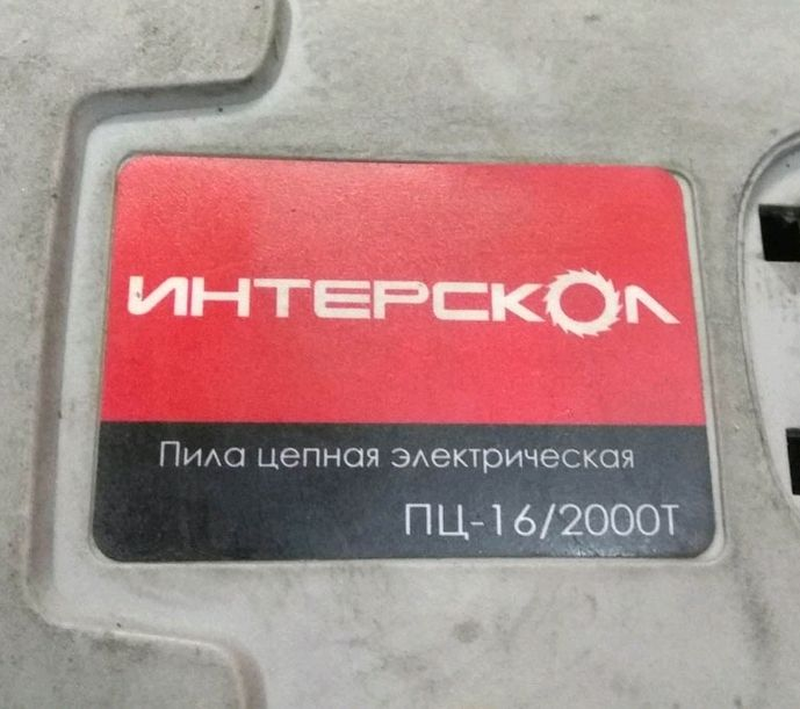 ИНТЕРСКОЛ
Пила цепная электрическая
ПЦ-16/2000Т